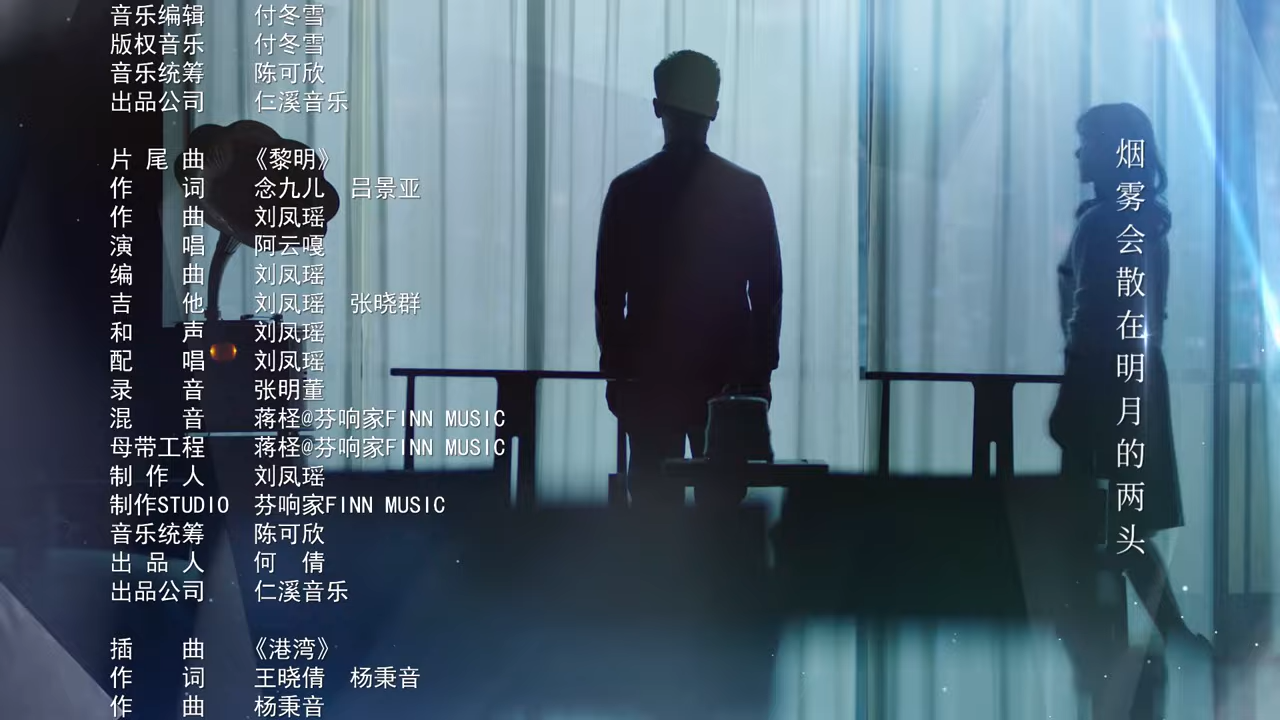 音乐编辑 付冬雪
版权音乐 付冬雪
音乐统筹 陈可欣
出品公司 仁溪音乐
片尾曲 《黎明》
作词 念九儿 吕景亚
作曲 刘凤瑶
演唱 阿云嘎
编曲 刘凤瑶
吉他 刘凤瑶 张晓群
和声 刘凤瑶
配唱 刘凤瑶
录音 张明董
混音 蒋柽@芬响家FINN MUSIC
母带工程 蒋柽@芬响家FINN MUSIC
制作人 刘凤瑶
制作STUDIO 芬响家FINN MUSIC
音乐统筹 陈可欣
出品人 何倩
出品公司 仁溪音乐
插曲 《港湾》
作词 王晓倩 杨秉音
作曲 杨秉音
烟雾会散在明月的两头